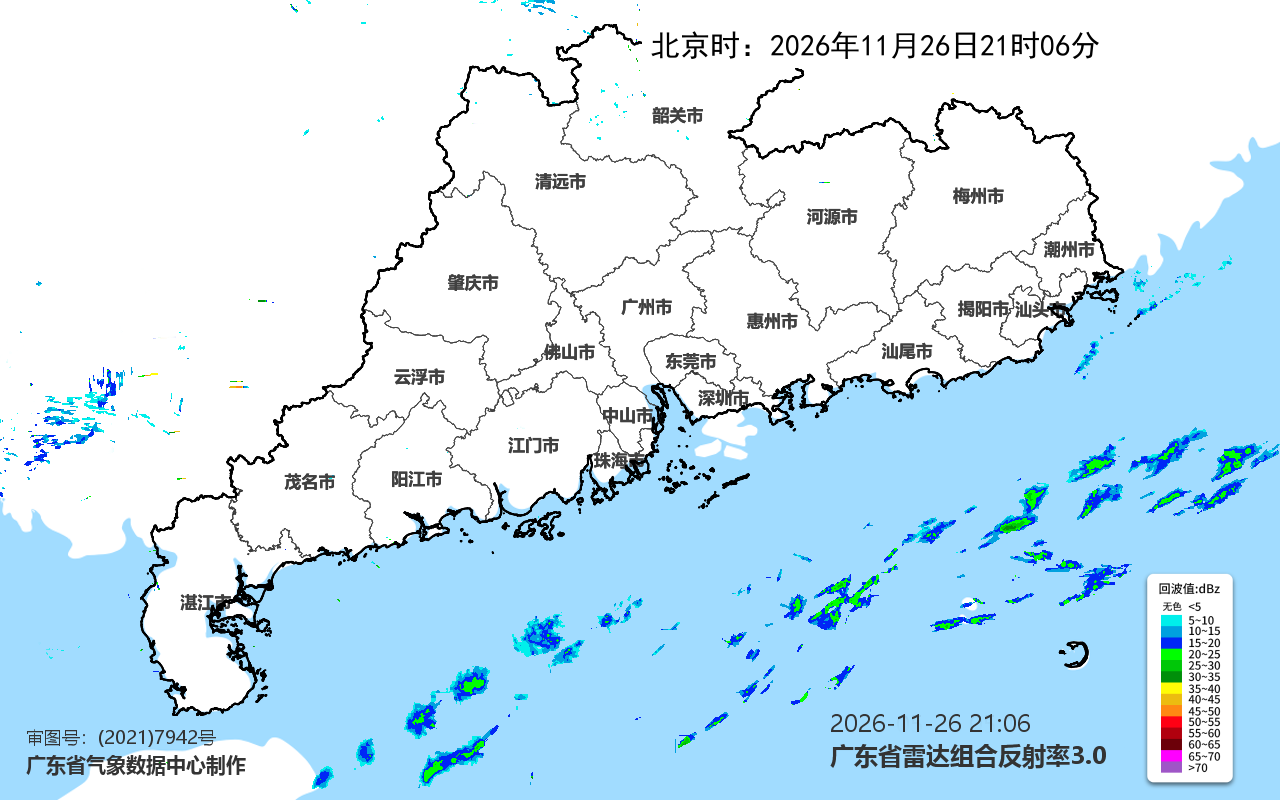 北京时：2026年11月26日21时06分
韶关市
清远市
梅州市
河源市
潮州市
肇庆市
广州市
揭阳市
汕头市
惠州市
佛山市
东莞市
汕尾市
云浮市
深圳市
中山市
江门市
珠海市
茂名市
阳江市
湛江市
回波值:dBz
无色 <5
5~10
10~15
15~20
20~25
25~30
30~35
35~40
40~45
45~50
50~55
55~60
60~65
65~70
>70
2026-11-26 21:06
广东省雷达组合反射率3.0
审图号：(2021)7942号
广东省气象数据中心制作